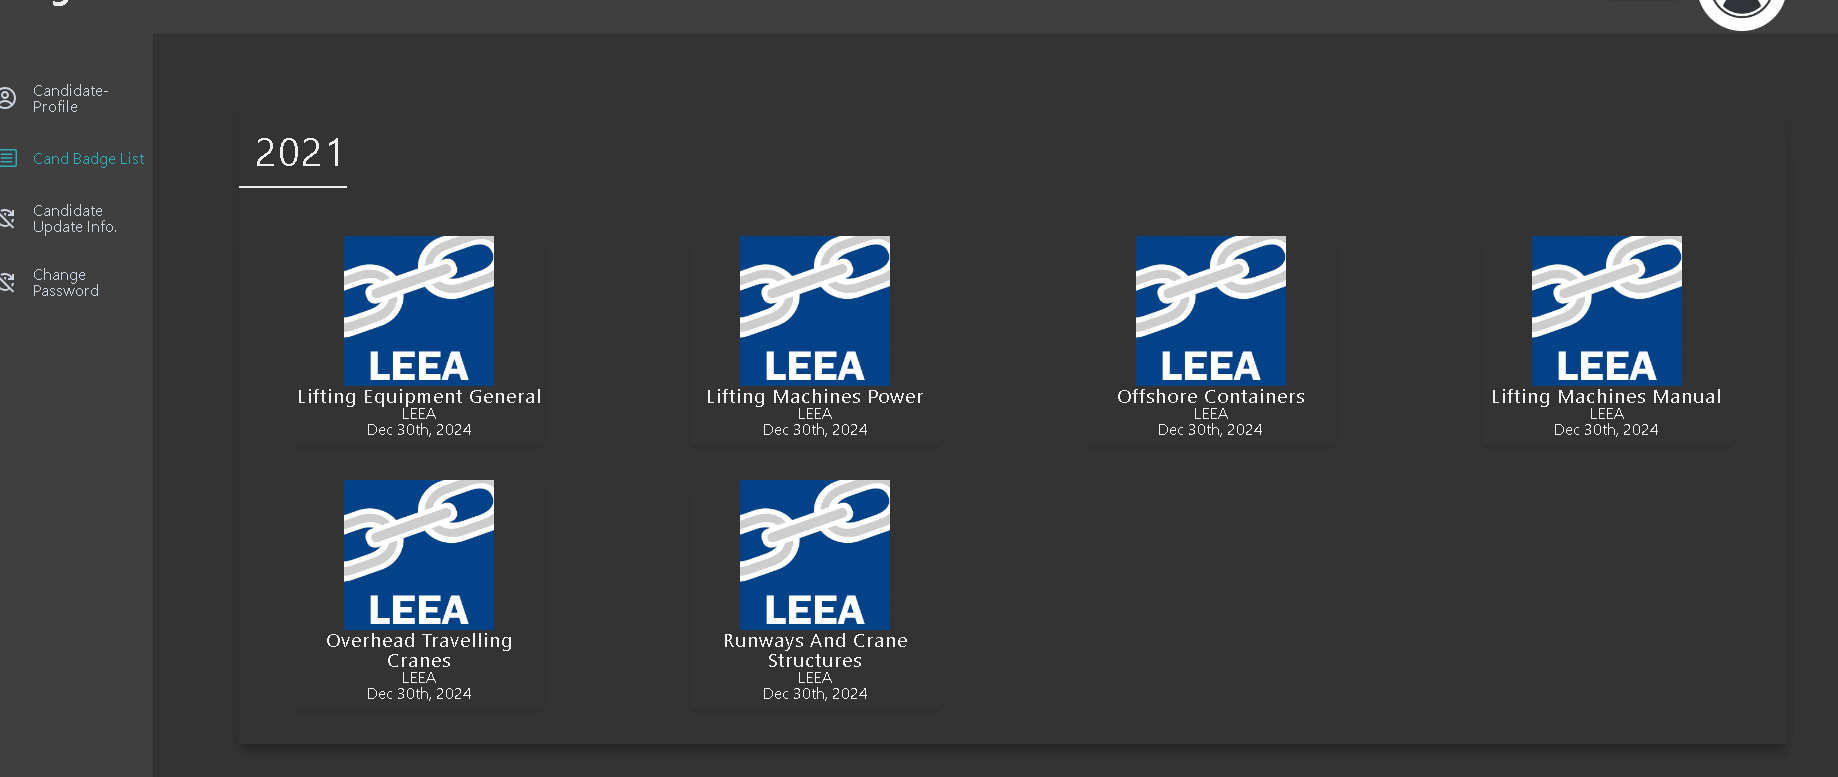 Candidate-
Profile
Cand Badge List
Candidate
Update Info.
Change
Password
2021
LEEA
Lifting Equipment General
LEEA
Dec 30th, 2024
LEEA
Lifting Machines Power
LEEA
Dec 30th, 2024
LEEA
Offshore Containers
LEEA
Dec 30th, 2024
LEEA
Lifting Machines Manual
LEEA
Dec 30th, 2024
LEEA
Overhead Travelling
Cranes
LEEA
Dec 30th, 2024
LEEA
Runways And Crane
Structures
LEEA
Dec 30th, 2024